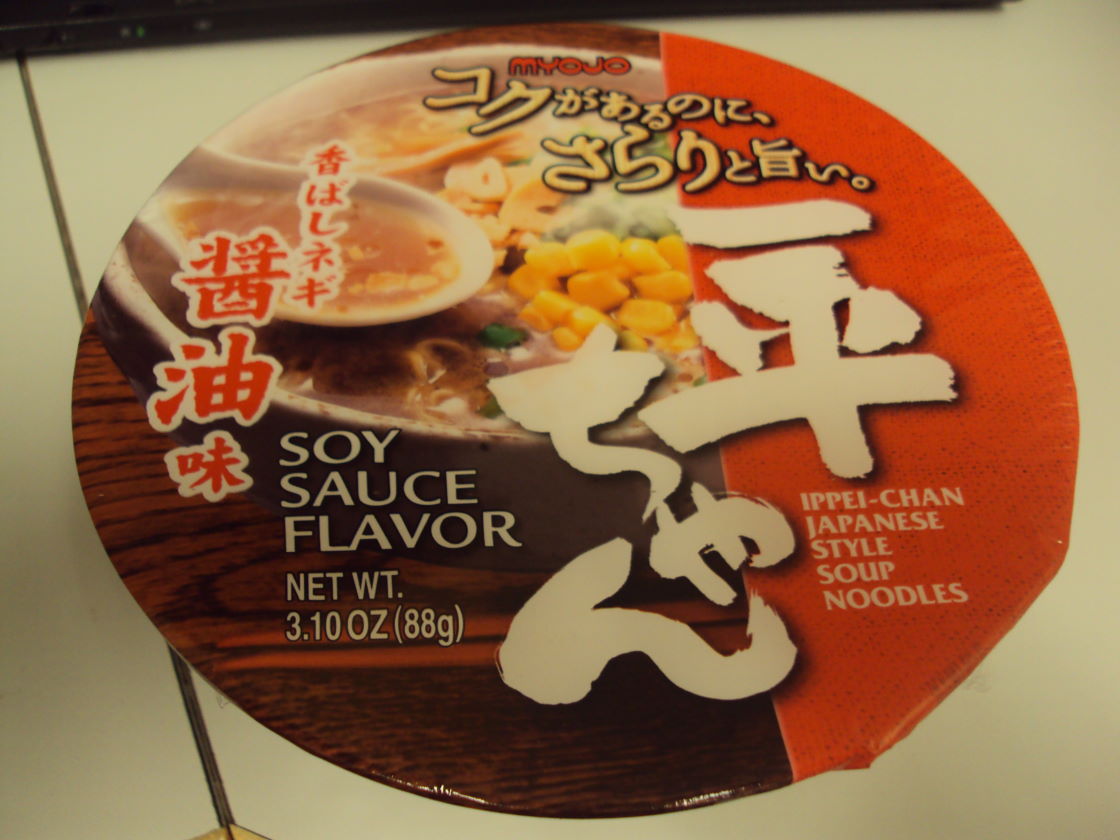 MYOJO
コクがあるのに、
さらりと旨い。
一平ちゃん
香ばしネギ
醤油味
SOY
SAUCE
FLAVOR
NET WT.
3.10 OZ (88g)
IPPEI-CHAN
JAPANESE
STYLE
SOUP
NOODLES